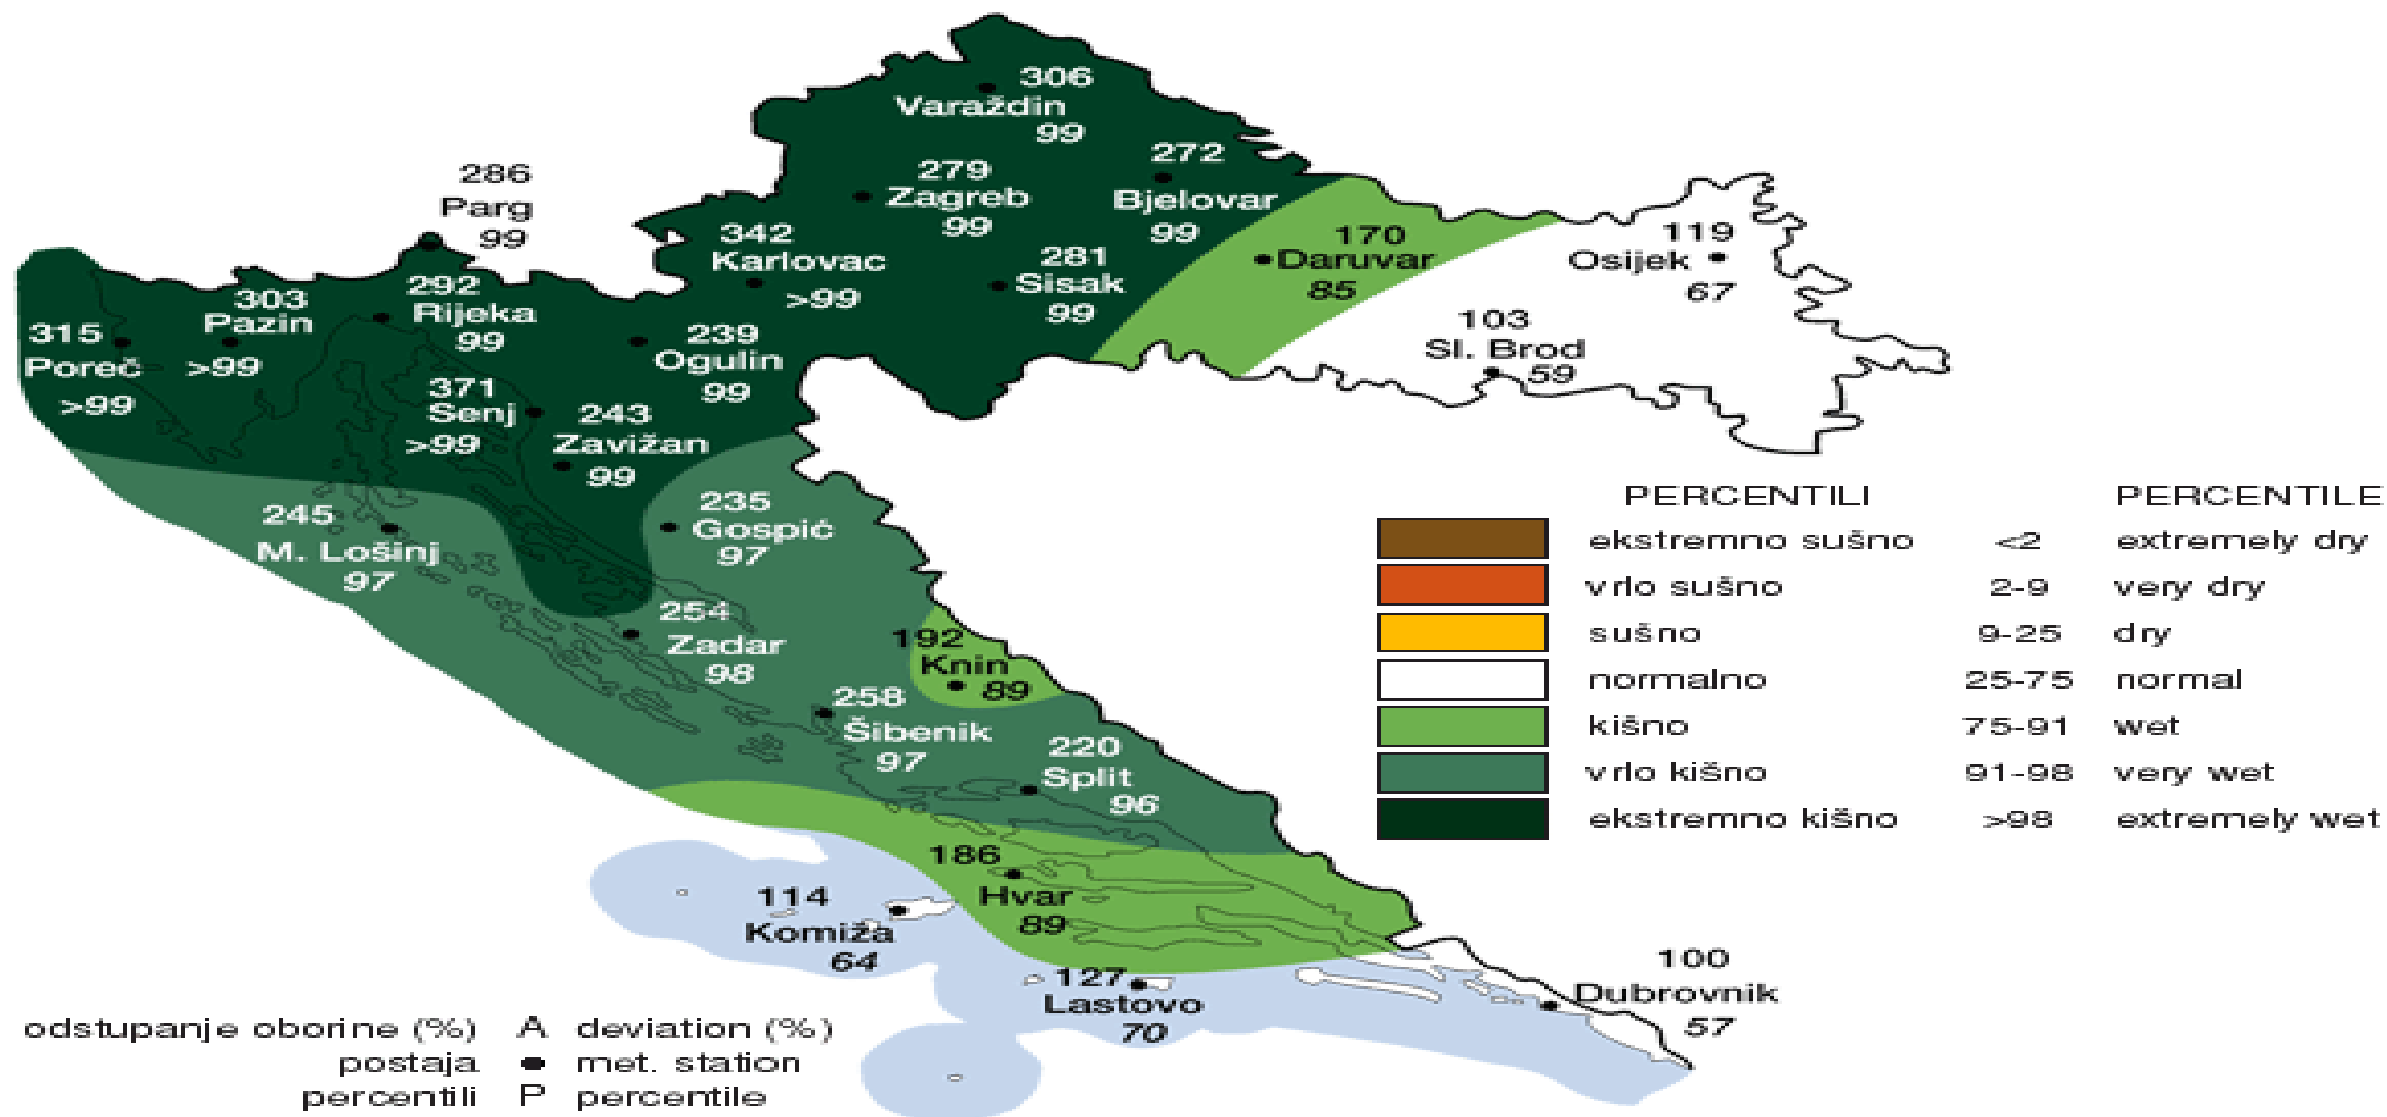 306
Varaždin
99
279
Zagreb
99
272
Bjelovar
99
286
Parg
99
342
Karlovac
>99
281
Sisak
99
170
Daruvar
85
119
Osijek
67
103
Sl. Brod
59
315
Poreč
>99
303
Pazin
>99
292
Rijeka
99
239
Ogulin
99
371
Senj
>99
243
Zavižan
99
245
M. Lošinj
97
235
Gospić
97
254
Zadar
98
192
Knin
89
258
Šibenik
97
220
Split
96
186
Hvar
89
114
Komiža
64
127
Lastovo
70
100
Dubrovnik
57
PERCENTILI PERCENTILE
ekstremno sušno <2 extremely dry
vrlo sušno 2-9 very dry
sušno 9-25 dry
normalno 25-75 normal
kišno 75-91 wet
vrlo kišno 91-98 very wet
ekstremno kišno >98 extremely wet
odstupanje oborine (%) A deviation (%)
postaja ● met. station
percentili P percentile